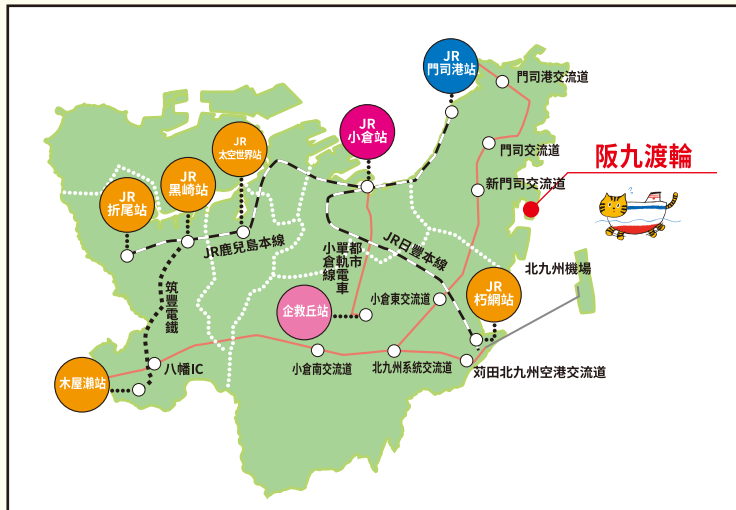 JR
門司港站
門司港交流道
JR
小倉站
JR
太空世界站
門司交流道
阪九渡輪
JR
黒崎站
新門司交流道
JR
折尾站
JR鹿兒島本線
都市
單軌電車
小倉線
JR日豊本線
北九州機場
筑豐電鐵
企救丘站
小倉東交流道
JR
朽網站
八幡IC
小倉南交流道
北九州系統交流道
苅田北九州空港交流道
木屋瀨站